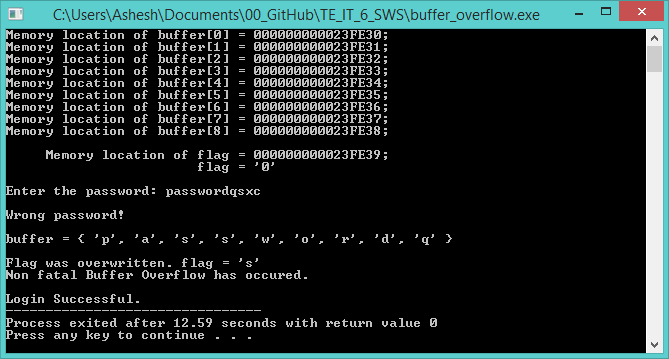 C:\Users\Ashesh\Documents\00_GitHub\TE_IT_6_SWS\buffer_overflow.exe
Memory location of buffer[0] = 000000000023FE30;
Memory location of buffer[1] = 000000000023FE31;
Memory location of buffer[2] = 000000000023FE32;
Memory location of buffer[3] = 000000000023FE33;
Memory location of buffer[4] = 000000000023FE34;
Memory location of buffer[5] = 000000000023FE35;
Memory location of buffer[6] = 000000000023FE36;
Memory location of buffer[7] = 000000000023FE37;
Memory location of buffer[8] = 000000000023FE38;
Memory location of flag = 000000000023FE39;
flag = '0'
Enter the password: passwordqsxc
Wrong password!
buffer = { 'p', 'a', 's', 's', 'w', 'o', 'r', 'd', 'q' }
Flag was overwritten. flag = 's'
Non fatal Buffer Overflow has occured.
Login Successful.
--------------------------------
Process exited after 12.59 seconds with return value 0
Press any key to continue . . .